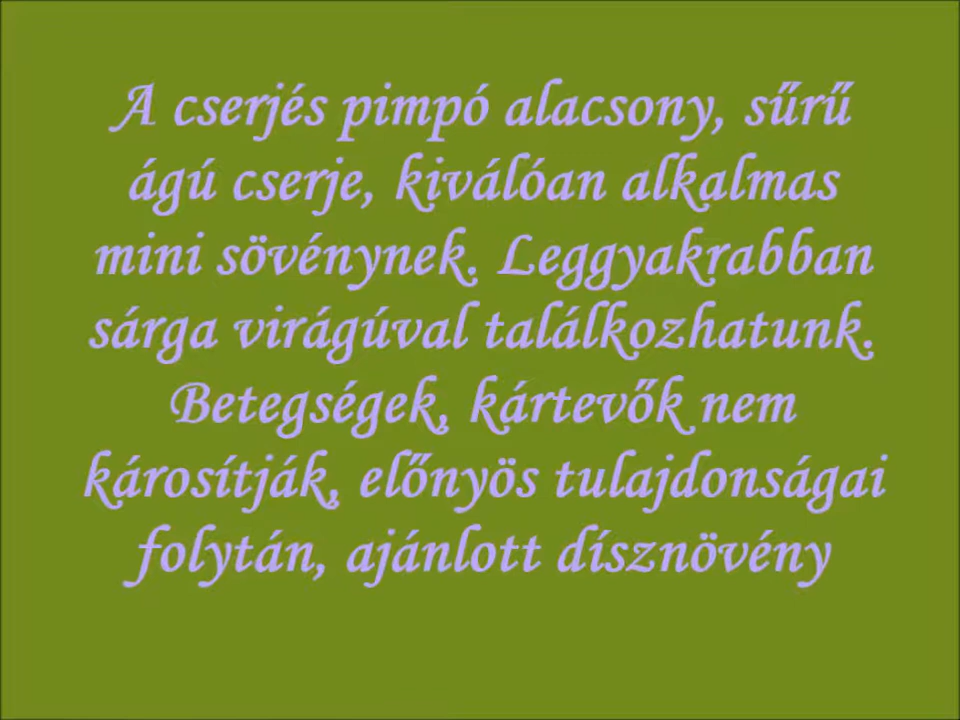 A cserjés pimpó alacsony, sűrű
ágú cserje, kiválóan alkalmas
mini sövénynek. Leggyakrabban
sárga virágúval találkozhatunk.
Betegségek, kártevők nem
károsítják, előnyös tulajdonságai
folytán, ajánlott dísznövény